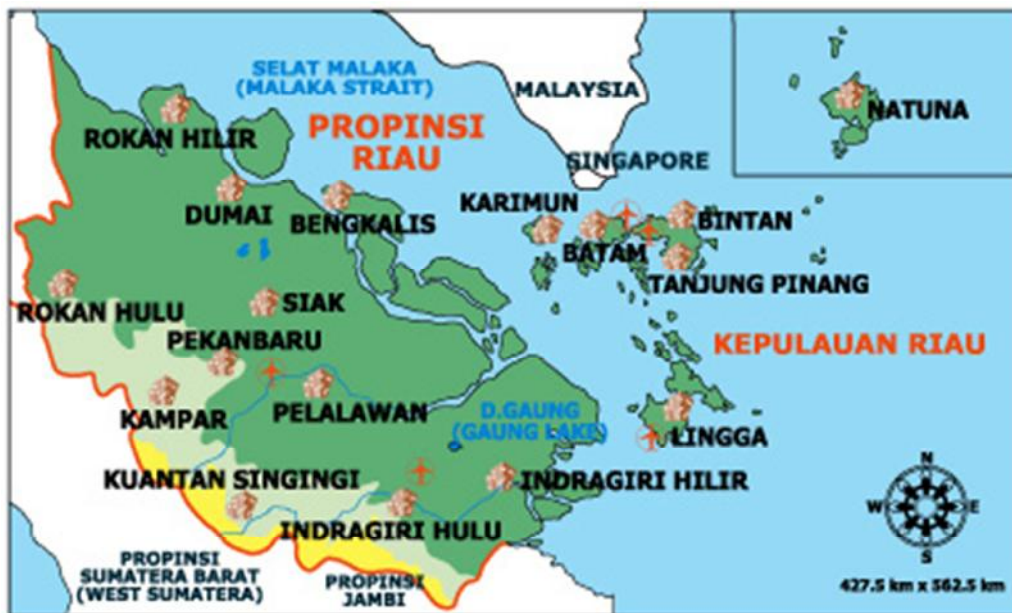 SELAT MALAKA
(MALAKA STRAIT)
MALAYSIA
NATUNA
ROKAN HILIR
PROPINSI
RIAU
SINGAPORE
DUMAI
BENGKALIS
KARIMUN
BINTAN
BATAM
TANJUNG PINANG
ROKAN HULU
SIAK
PEKANBARU
KEPULAUAN RIAU
KAMPAR
PELALAWAN
D.GAUNG
(GAUNG LAKE)
LINGGA
KUANTAN SINGINGI
INDRAGIRI HILIR
INDRAGIRI HULU
N
W
E
S
PROPINSI
SUMATERA BARAT
(WEST SUMATERA)
PROPINSI
JAMBI
427.5 km x 562.5 km